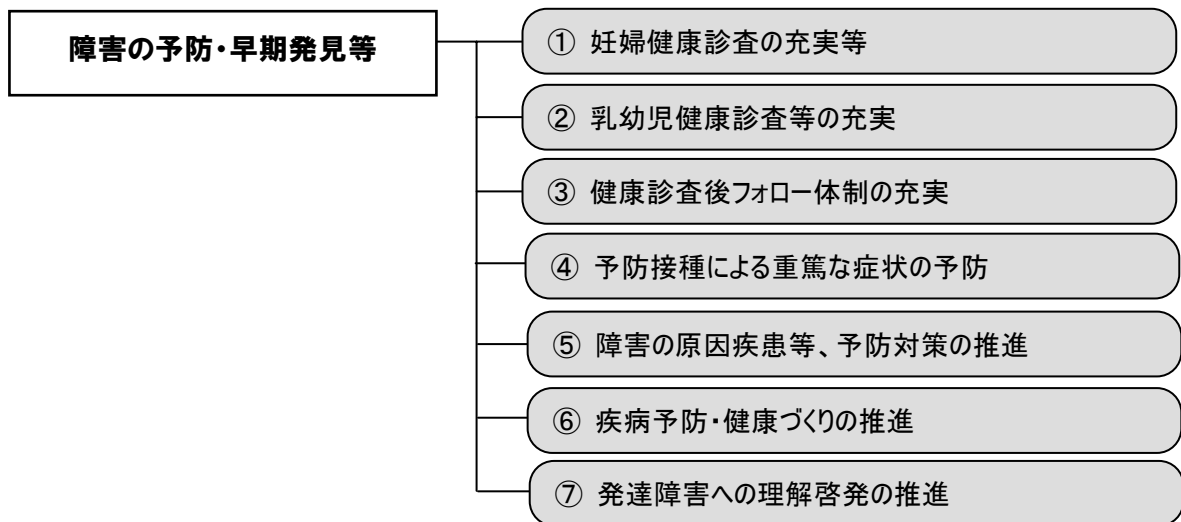 障害の予防・早期発見等
① 妊婦健康診査の充実等
② 乳幼児健康診査等の充実
③ 健康診査後フォロー体制の充実
④ 予防接種による重篤な症状の予防
⑤ 障害の原因疾患等、予防対策の推進
⑥ 疾病予防・健康づくりの推進
⑦ 発達障害への理解啓発の推進